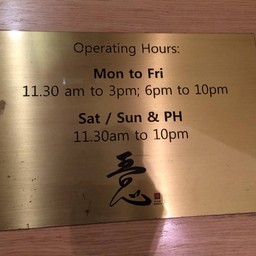 Operating Hours:
Mon to Fri
11.30 am to 3pm; 6pm to 10pm
Sat / Sun & PH
11.30am to 10pm